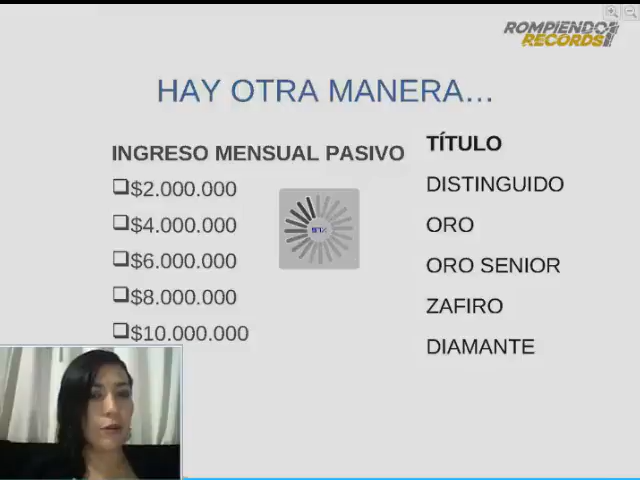 ROMPIENDO
RECORDS
HAY OTRA MANERA...
INGRESO MENSUAL PASIVO
$2.000.000
$4.000.000
$6.000.000
$8.000.000
$10.000.000
TÍTULO
DISTINGUIDO
ORO
ORO SENIOR
ZAFIRO
DIAMANTE